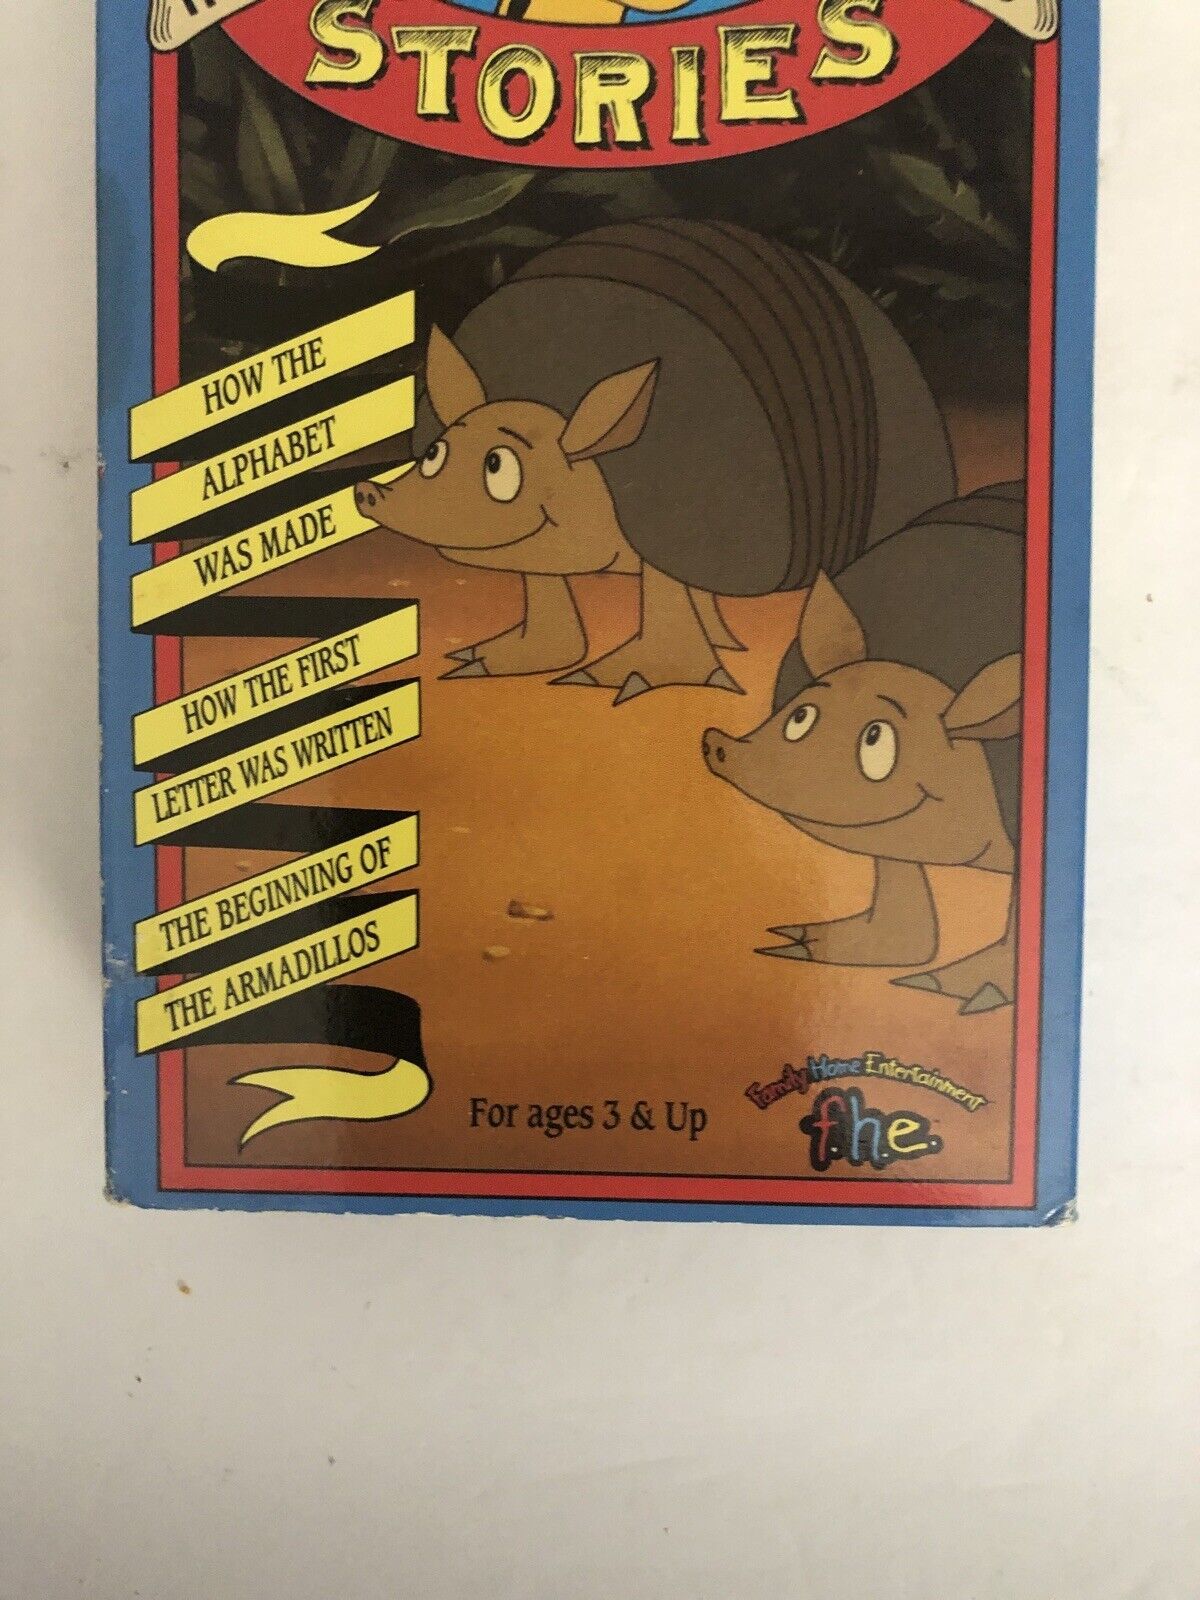 STORIES
HOW THE
ALPHABET
WAS MADE
HOW THE FIRST
LETTER WAS WRITTEN
THE BEGINNING OF
THE ARMADILLOS
For ages 3 & Up
Family Home Entertainment
f.h.e.™